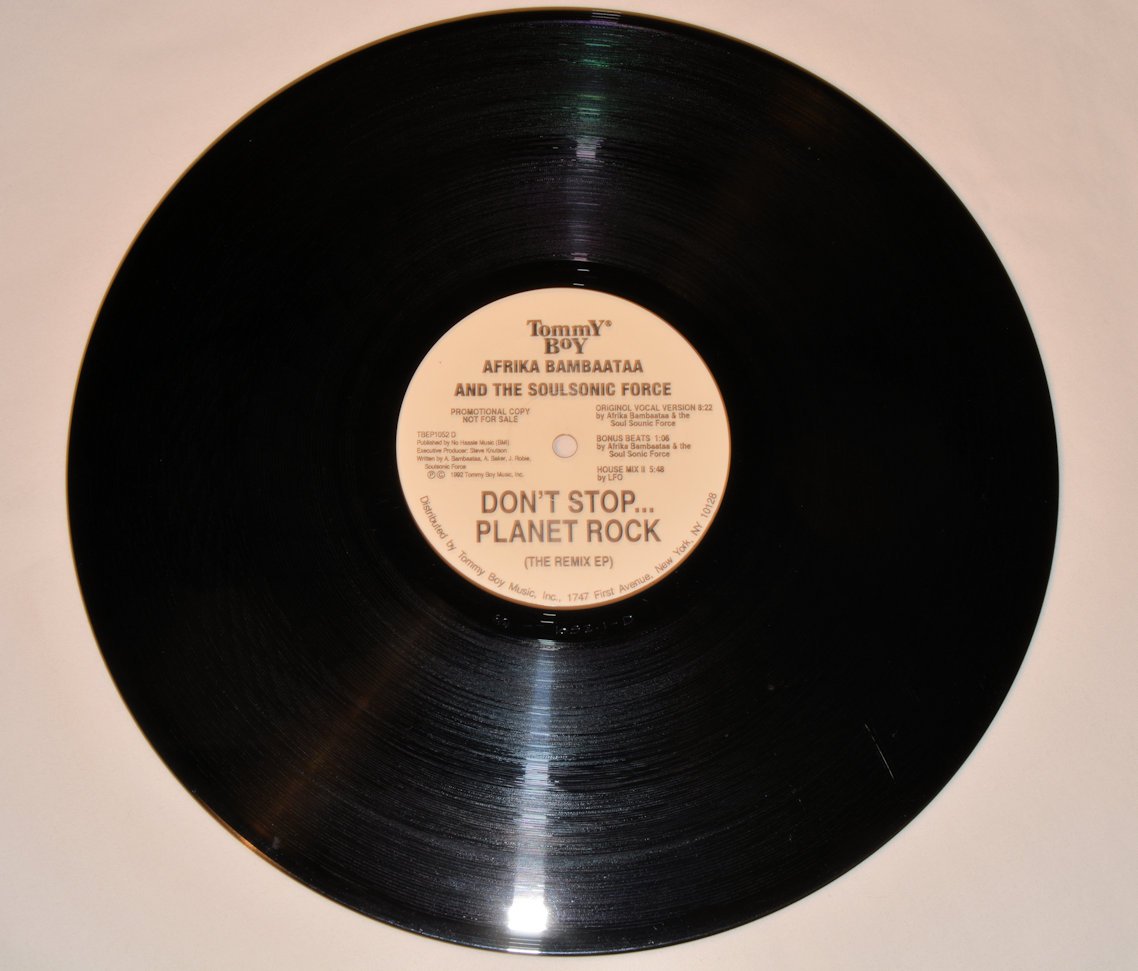 TommY®
BoY
AFRIKA BAMBAATAA
AND THE SOULSONIC FORCE
PROMOTIONAL COPY
NOT FOR SALE
TBEP1052 D
Published by No Hassle Music (BMI)
Executive Producer: Steve Knutson
Written by A. Bambaataa, A. Baker, J. Robie,
Soulsonic Force
Ⓟ Ⓒ 1992 Tommy Boy Music, Inc.
ORIGINOL VOCAL VERSION 8:22
by Afrika Bambaataa & the
Soul Sounic Force
BONUS BEATS 1:06
by Afrika Bambaataa & the
Soul Sonic Force
HOUSE MIX II 5:48
by LFO
DON'T STOP...
PLANET ROCK
(THE REMIX EP)
Distributed by Tommy Boy Music, Inc., 1747 First Avenue, New York, NY 10128